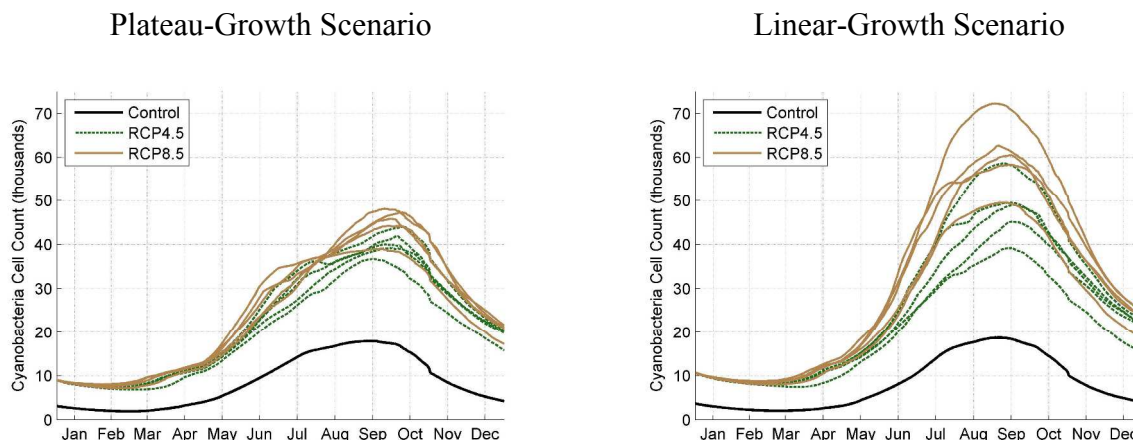 Plateau-Growth Scenario
Linear-Growth Scenario
Cyanobacteria Cell Count (thousands)
70
60
50
40
30
20
10
0
Control
RCP4.5
RCP8.5
Jan Feb Mar Apr May Jun Jul Aug Sep Oct Nov Dec
Cyanobacteria Cell Count (thousands)
70
60
50
40
30
20
10
0
Control
RCP4.5
RCP8.5
Jan Feb Mar Apr May Jun Jul Aug Sep Oct Nov Dec